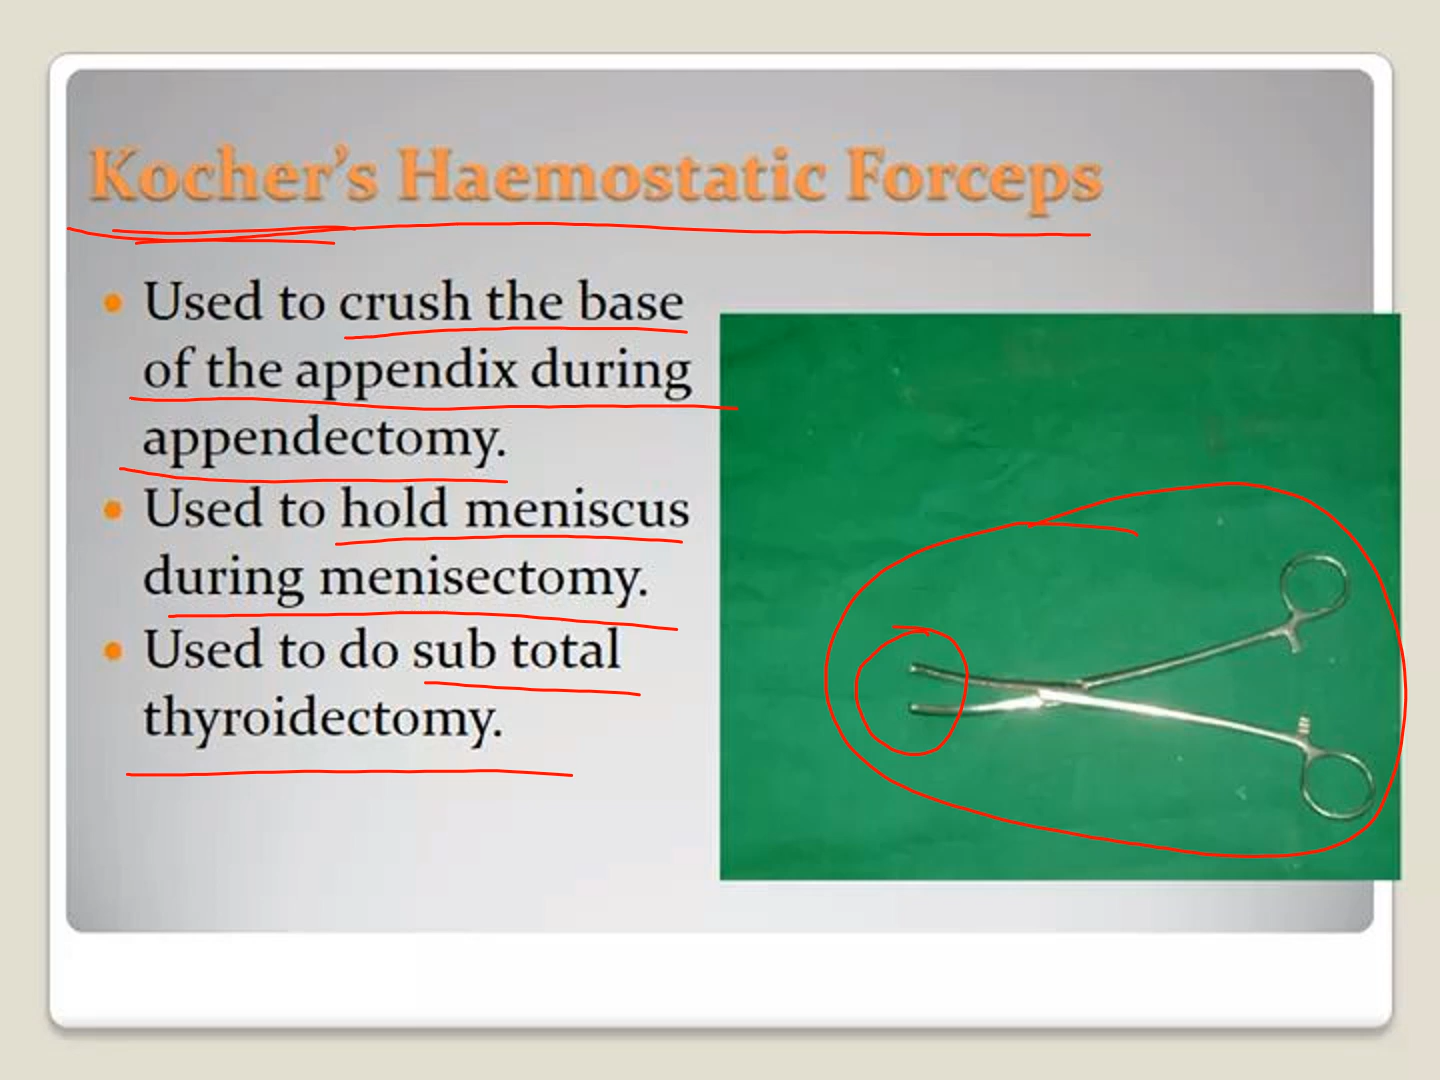 Kocher’s Haemostatic Forceps
• Used to crush the base
of the appendix during
appendectomy.
• Used to hold meniscus
during menisectomy.
• Used to do sub total
thyroidectomy.